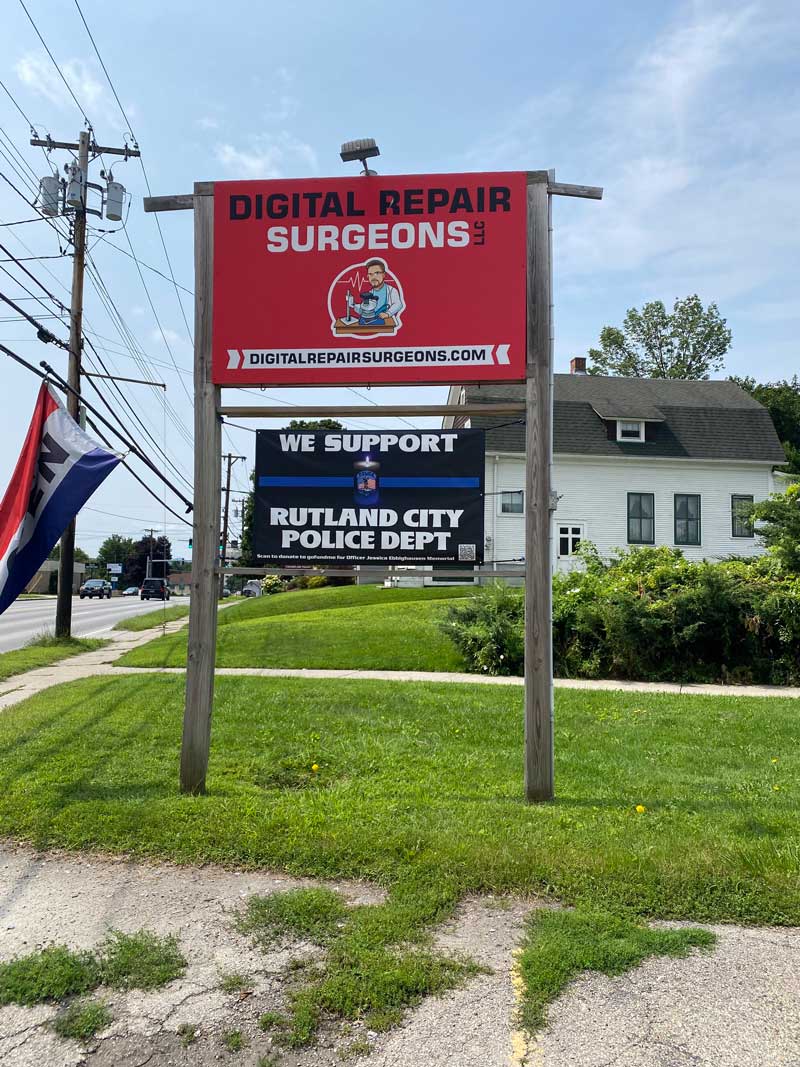 DIGITAL REPAIR
SURGEONS LLC
DIGITALREPAIRSURGEONS.COM
WE SUPPORT
RUTLAND CITY
POLICE DEPT
Scan to donate to gofundme for Officer Jessica Ebbighausen Memorial
EN